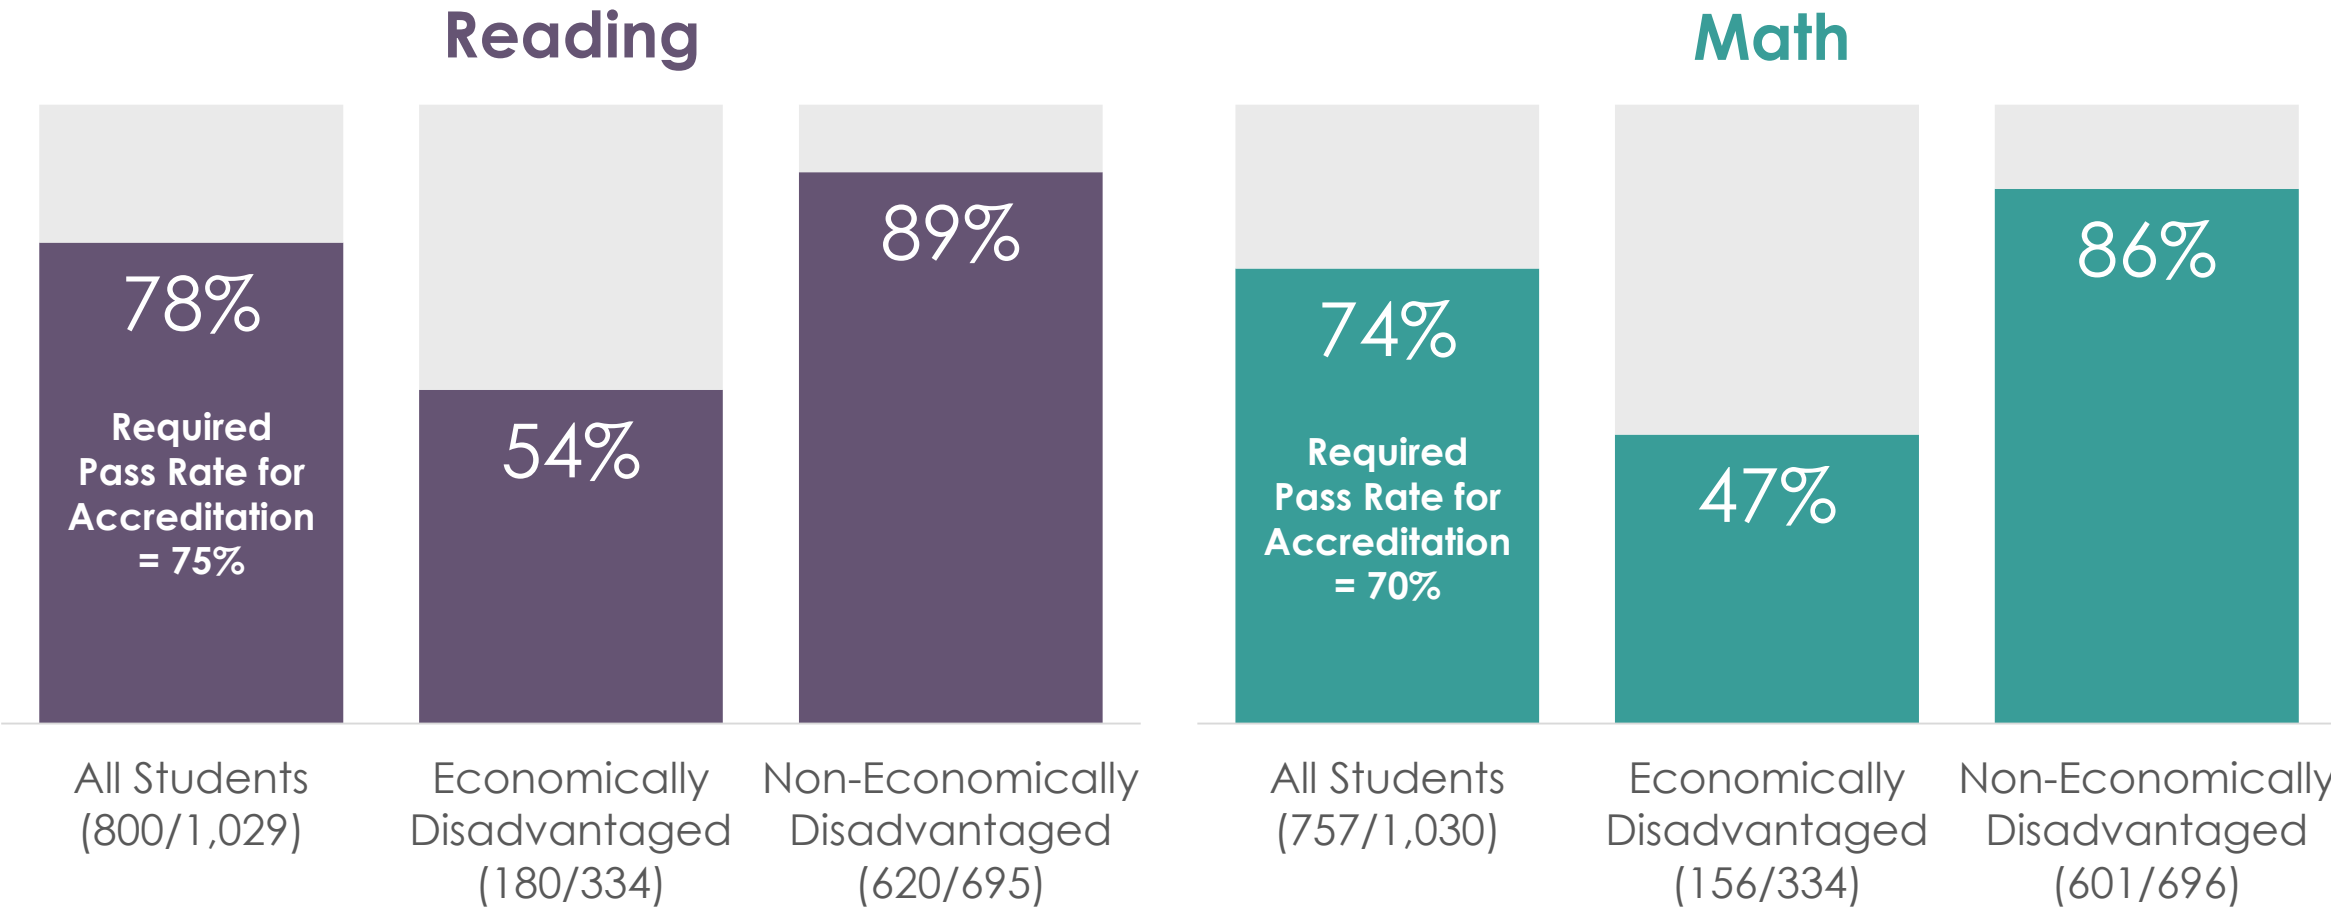 Reading
78%
Required
Pass Rate for
Accreditation
= 75%
54%
89%
All Students
(800/1,029)
Economically
Disadvantaged
(180/334)
Non-Economically
Disadvantaged
(620/695)
Math
74%
Required
Pass Rate for
Accreditation
= 70%
47%
86%
All Students
(757/1,030)
Economically
Disadvantaged
(156/334)
Non-Economically
Disadvantaged
(601/696)